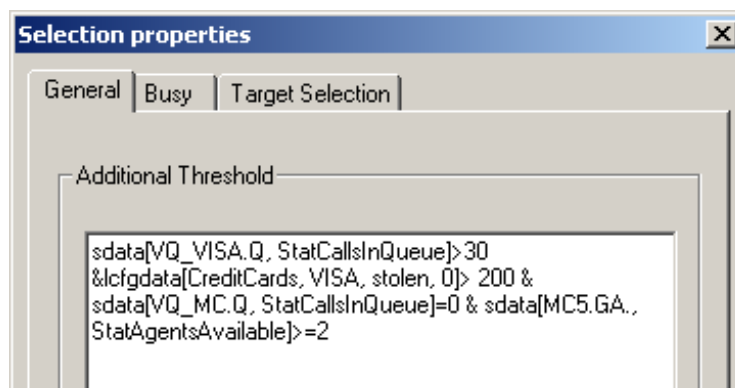 Selection properties
General
Busy
Target Selection
Additional Threshold
sdata[VQ_VISA.Q, StatCallsInQueue]>30
&lcfgdata[CreditCards, VISA, stolen, 0]> 200 &
sdata[VQ_MC.Q, StatCallsInQueue]=0 & sdata[MC5.GA.,
StatAgentsAvailable]>=2